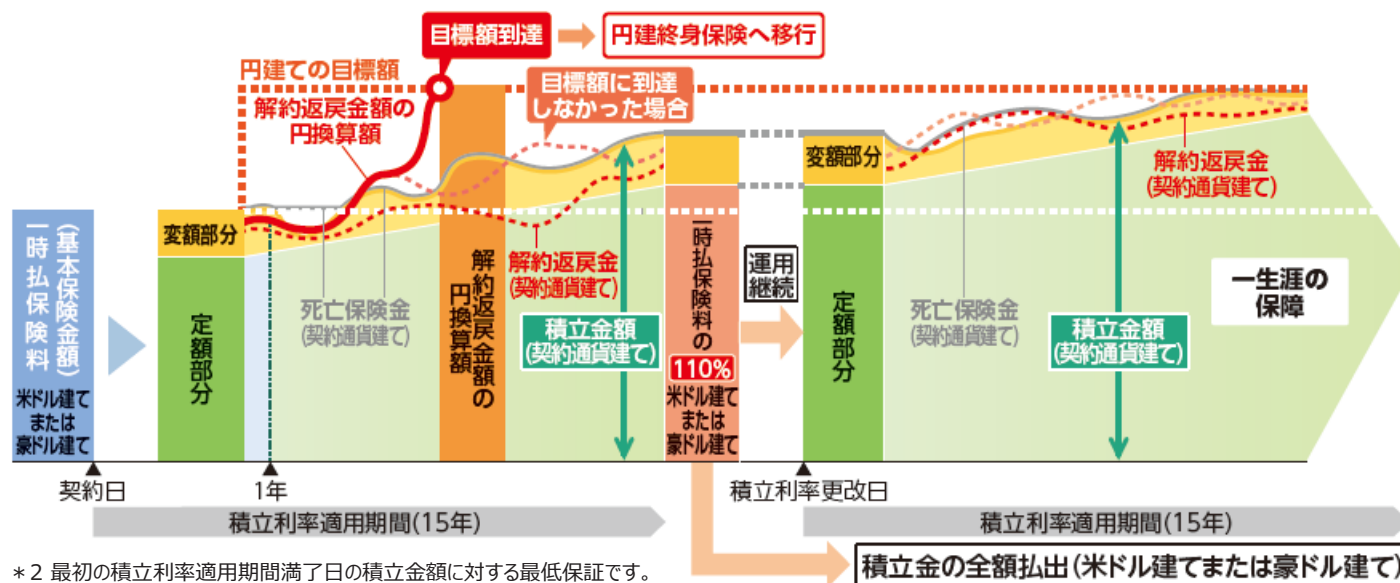 目標額到達
円建終身保険へ移行
円建ての目標額
解約返戻金額の
円換算額
目標額に到達
しなかった場合
一時払保険料
(基本保険金額)
米ドル建て
または
豪ドル建て
変額部分
定額部分
死亡保険金
(契約通貨建て)
解約返戻金額の
円換算額
解約返戻金
(契約通貨建て)
積立金額
(契約通貨建て)
一時払保険料の
110%
米ドル建て
または
豪ドル建て
運用
継続
変額部分
定額部分
死亡保険金
(契約通貨建て)
解約返戻金
(契約通貨建て)
積立金額
(契約通貨建て)
一生涯の
保障
契約日
1年
積立利率更改日
積立利率適用期間(15年)
積立利率適用期間(15年)
積立金の全額払出(米ドル建てまたは豪ドル建て)
＊2 最初の積立利率適用期間満了日の積立金額に対する最低保証です。